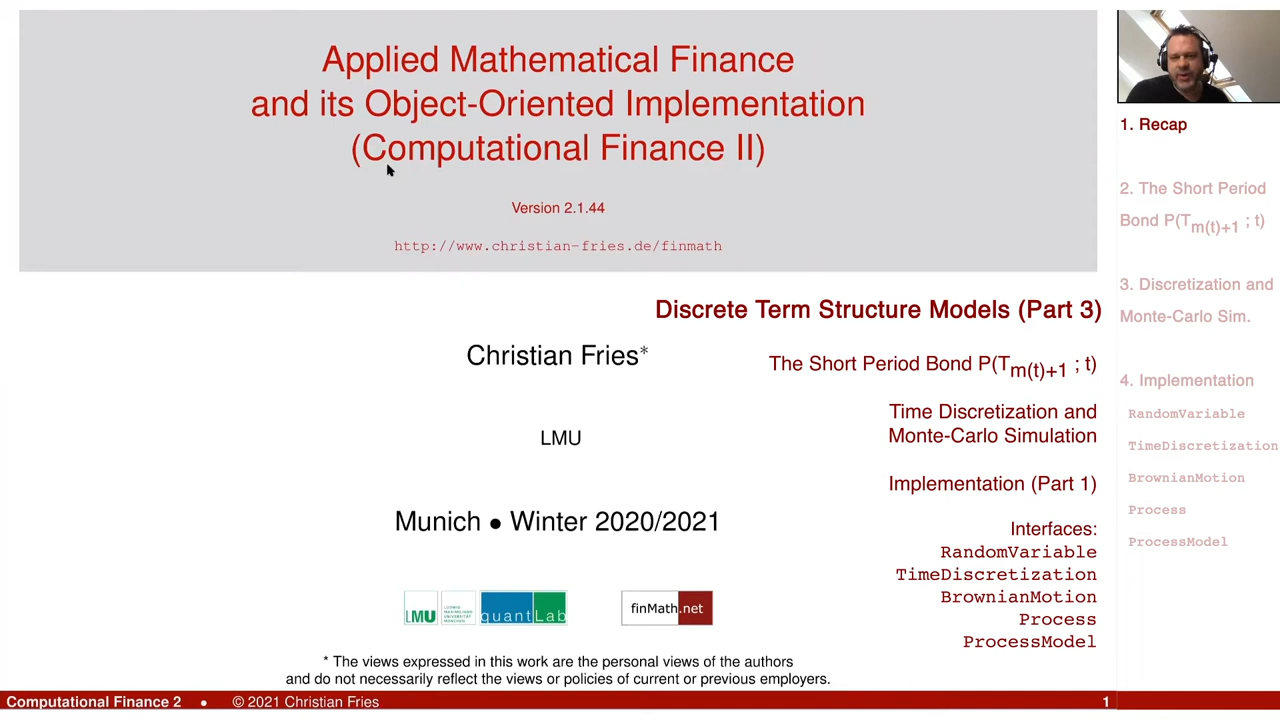 Applied Mathematical Finance
and its Object-Oriented Implementation
(Computational Finance II)
Version 2.1.44
http://www.christian-fries.de/finmath
Discrete Term Structure Models (Part 3)
Christian Fries*
The Short Period Bond P(Tm(t)+1 ; t)
Time Discretization and
Monte-Carlo Simulation
LMU
Implementation (Part 1)
Munich • Winter 2020/2021
Interfaces:
RandomVariable
TimeDiscretization
BrownianMotion
Process
ProcessModel
LMU
quantLab
finMath.net
* The views expressed in this work are the personal views of the authors
and do not necessarily reflect the views or policies of current or previous employers.
Computational Finance 2 • © 2021 Christian Fries 1
1. Recap
2. The Short Period
Bond P(Tm(t)+1 ; t)
3. Discretization and
Monte-Carlo Sim.
4. Implementation
RandomVariable
TimeDiscretization
BrownianMotion
Process
ProcessModel